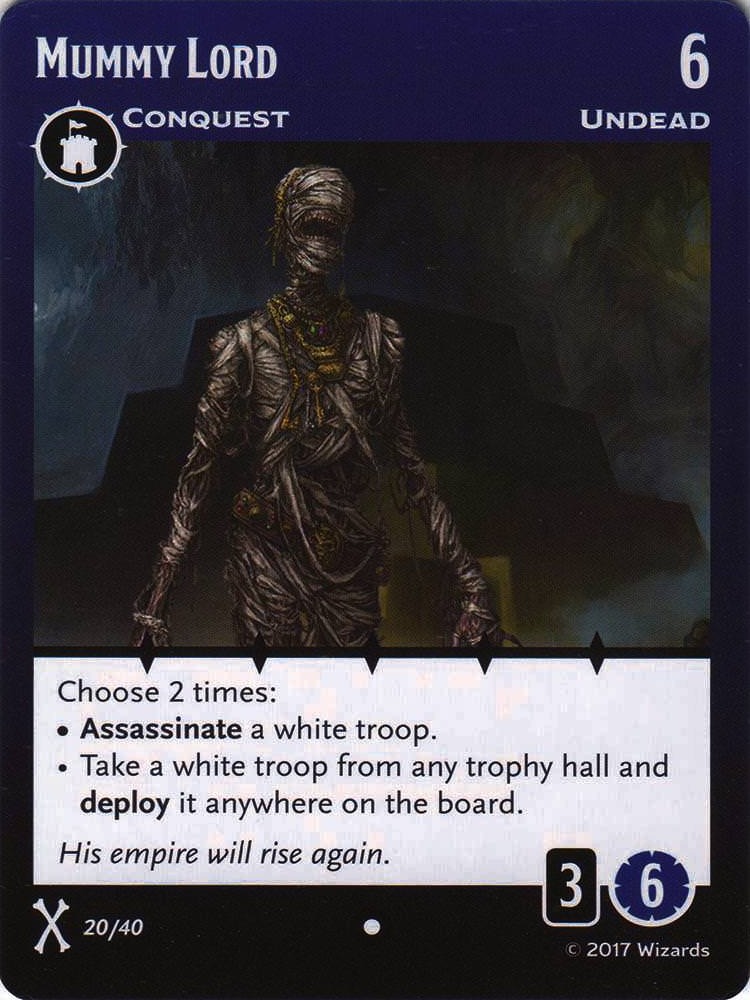 Mummy Lord 6
Conquest Undead
Choose 2 times:
• Assassinate a white troop.
• Take a white troop from any trophy hall and
deploy it anywhere on the board.
His empire will rise again.
3 6
20/40
© 2017 Wizards